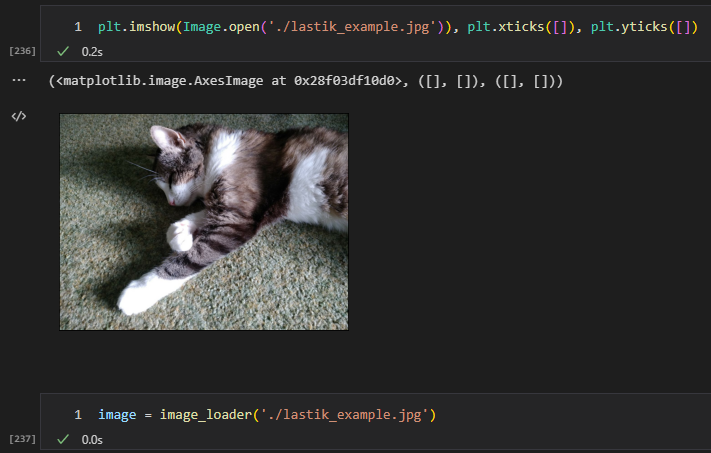 1 plt.imshow(Image.open('./lastik_example.jpg')), plt.xticks([]), plt.yticks([])
[236] ✓ 0.2s
... (<matplotlib.image.AxesImage at 0x28f03df10d0>, ([], []), ([], []))
</>
1 image = image_loader('./lastik_example.jpg')
[237] ✓ 0.0s